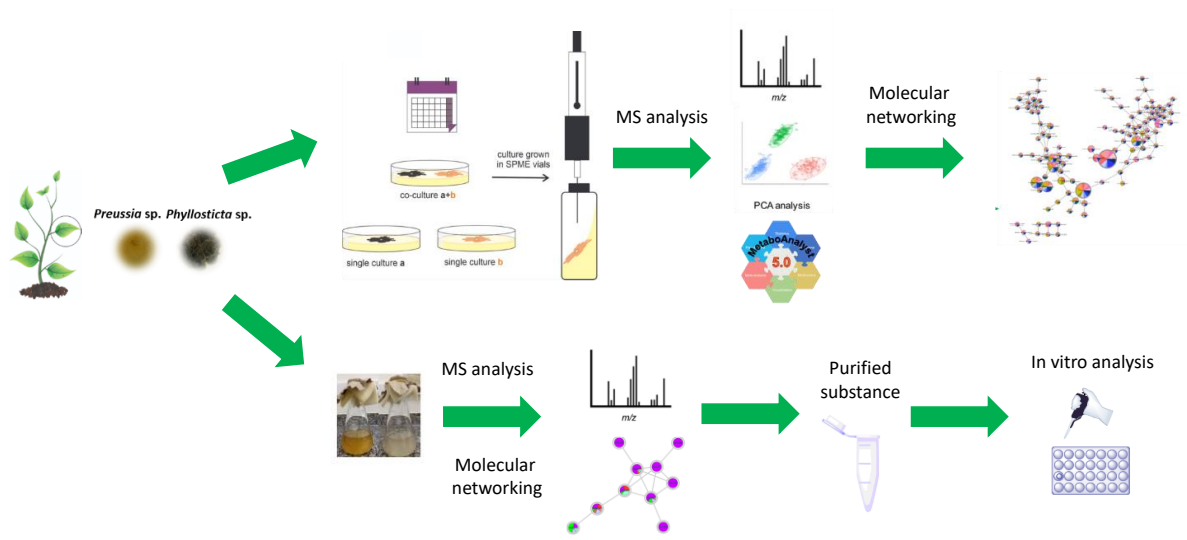 Preussia sp. Phyllosticta sp.
co-culture a+b
single culture a
single culture b
culture grown
in SPME vials
MS analysis
m/z
PCA analysis
MetaboAnalyst
5.0
Molecular
networking
MS analysis
Molecular
networking
m/z
Purified
substance
In vitro analysis